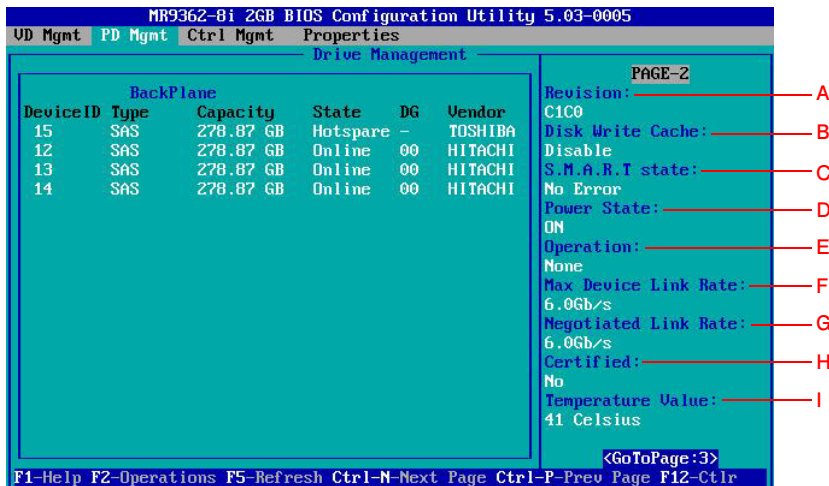 MR9362-8i 2GB BIOS Configuration Utility 5.03-0005
VD Mgmt PD Mgmt Ctrl Mgmt Properties
Drive Management
BackPlane
DeviceID Type Capacity State DG Vendor
15 SAS 278.87 GB Hotspare - TOSHIBA
12 SAS 278.87 GB Online 00 HITACHI
13 SAS 278.87 GB Online 00 HITACHI
14 SAS 278.87 GB Online 00 HITACHI
PAGE-2
Revision: A
C1C0
Disk Write Cache: B
Disable
S.M.A.R.T state: C
No Error
Power State: D
ON
Operation: E
None
Max Device Link Rate: F
6.0Gb/s
Negotiated Link Rate: G
6.0Gb/s
Certified: H
No
Temperature Value: I
41 Celsius
<GoToPage:3>
F1-Help F2-Operations F5-Refresh Ctrl-N-Next Page Ctrl-P-Prev Page F12-Ctlr